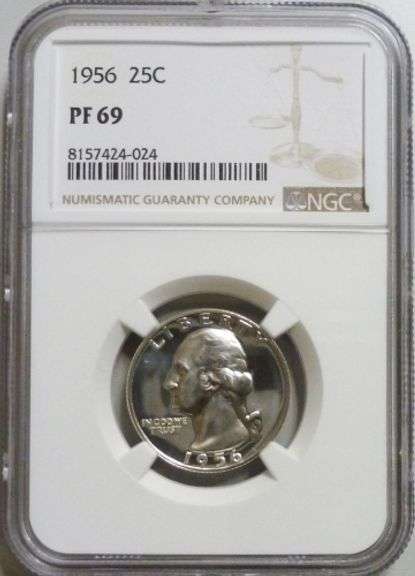 1956 25C
PF 69
8157424-024
NUMISMATIC GUARANTY COMPANY NGC®
LIBERTY
IN GOD WE
TRUST
1956